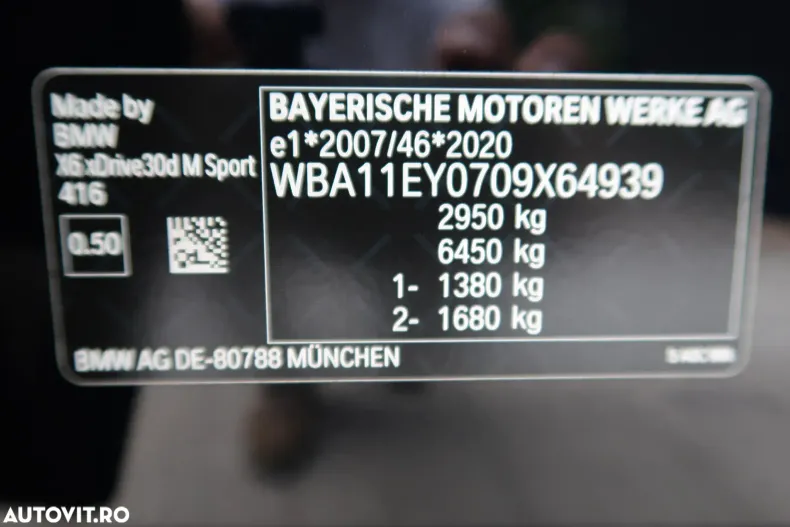 Made by
BMW
X6 xDrive30d M Sport
416
0.50
BAYERISCHE MOTOREN WERKE AG
e1*2007/46*2020
WBA11EY0709X64939
2950 kg
6450 kg
1- 1380 kg
2- 1680 kg
BMW AG DE-80788 MÜNCHEN
AUTOVIT.RO